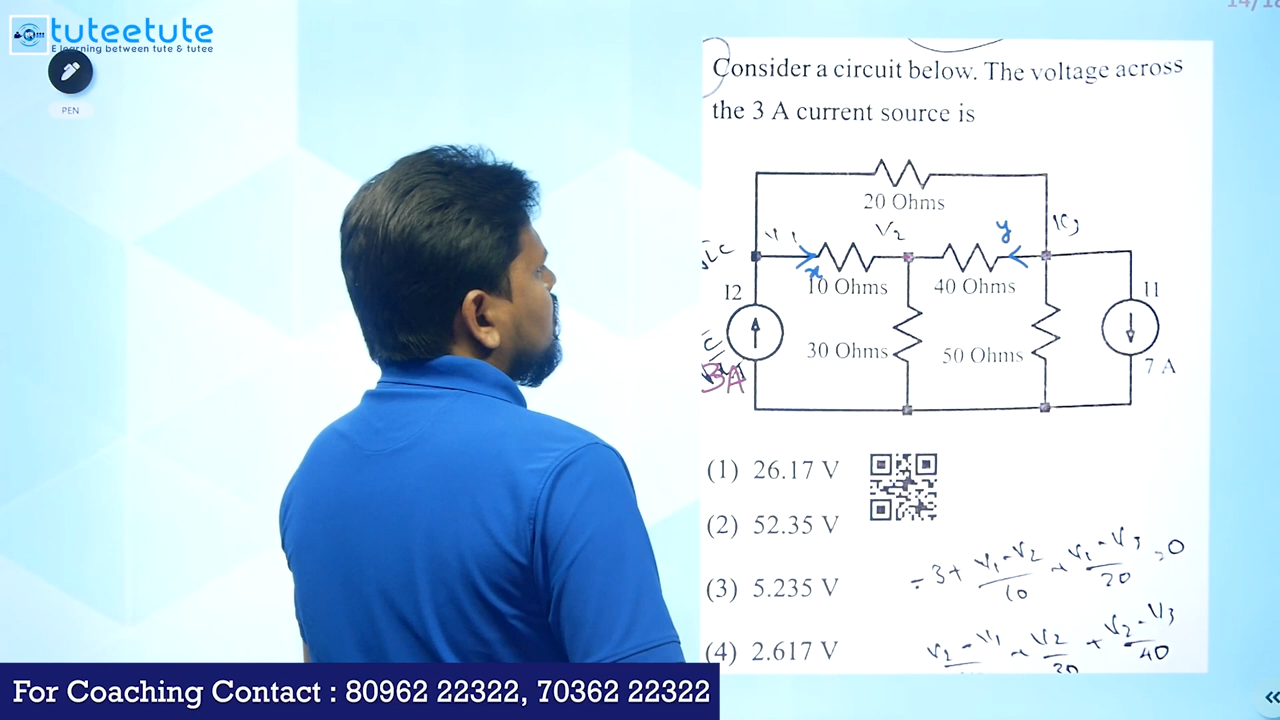 14/18
tuteetute
E learning between tute & tutee
PEN
Consider a circuit below. The voltage across
the 3 A current source is
20 Ohms
V1
V2
y
x
I2
10 Ohms
40 Ohms
I1
30 Ohms
50 Ohms
3A
7 A
(1) 26.17 V
(2) 52.35 V
(3) 5.235 V
(4) 2.617 V
-3+ V1-V2/10 + V1-V3/20 =0
V2-V1 + V2/30 + V2-V3/40
For Coaching Contact : 80962 22322, 70362 22322